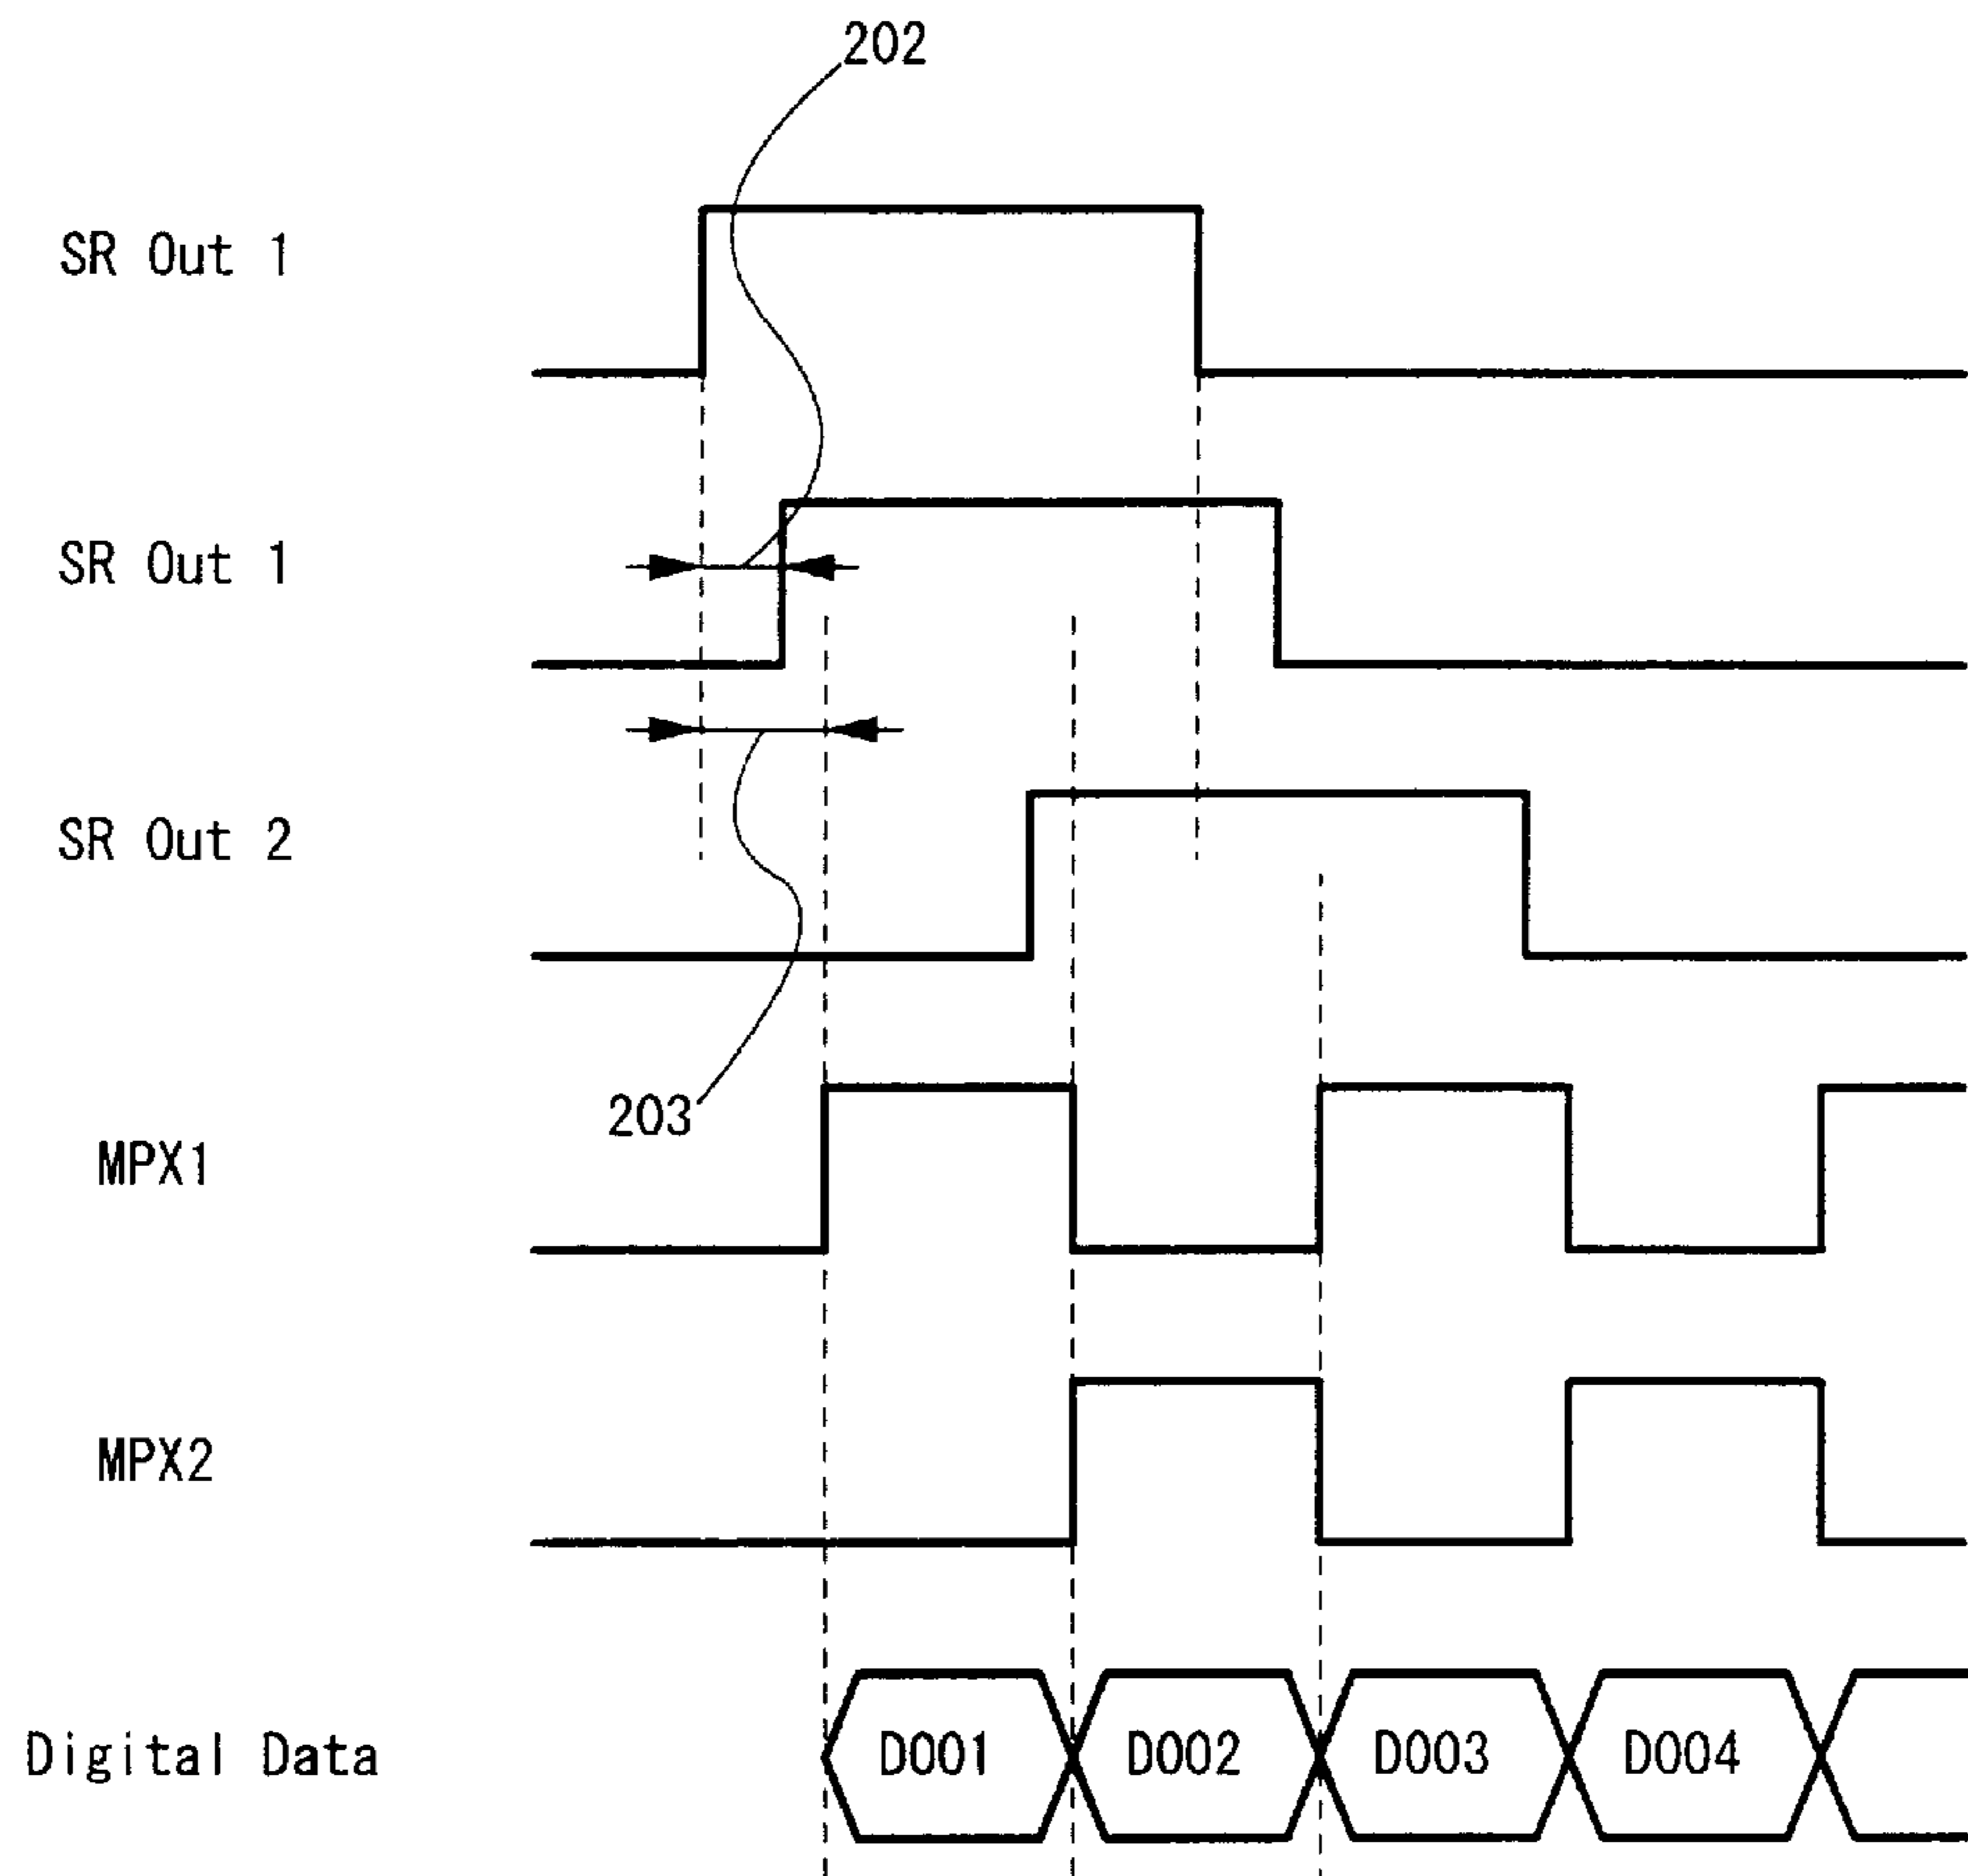 202
SR Out 1
SR Out 1
SR Out 2
203
MPX1
MPX2
Digital Data D001 D002 D003 D004